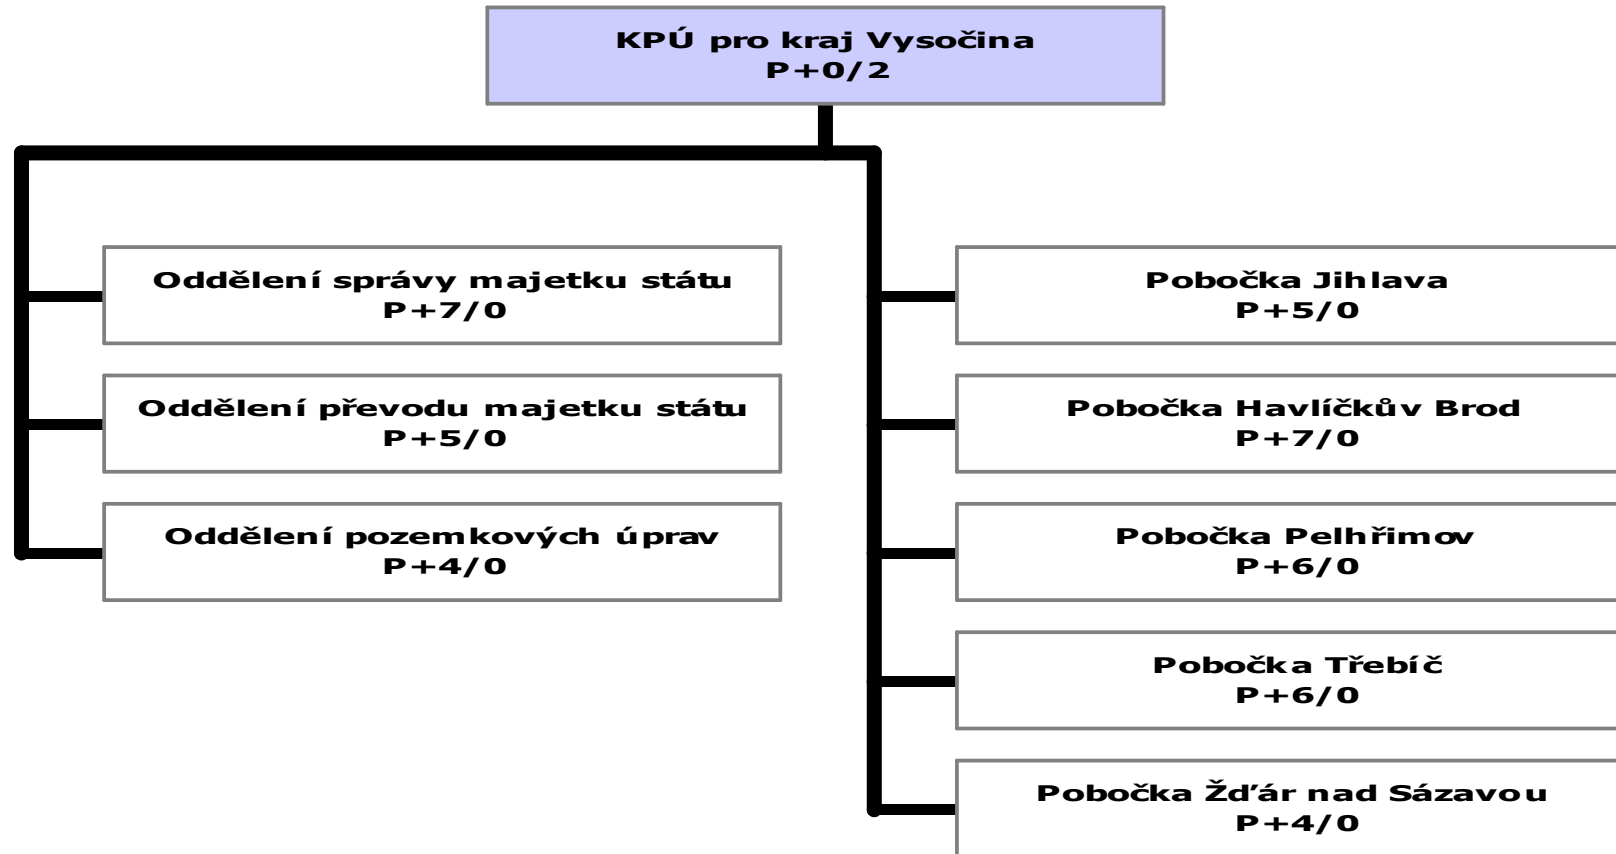 KPÚ pro kraj Vysočina
P+0/2
Oddělení správy majetku státu
P+7/0
Oddělení převodu majetku státu
P+5/0
Oddělení pozemkových úprav
P+4/0
Pobočka Jihlava
P+5/0
Pobočka Havlíčkův Brod
P+7/0
Pobočka Pelhřimov
P+6/0
Pobočka Třebíč
P+6/0
Pobočka Žďár nad Sázavou
P+4/0